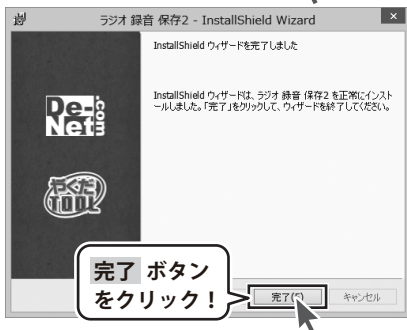 ラジオ 録音 保存2 - InstallShield Wizard
InstallShield ウィザードを完了しました
InstallShield ウィザードは、ラジオ 録音 保存2 を正常にインスト
ールしました。「完了」をクリックして、ウィザードを終了してください。
De-
Net
.com
やくだつ
TOOL
完了 ボタン
をクリック！
完了(F)
キャンセル